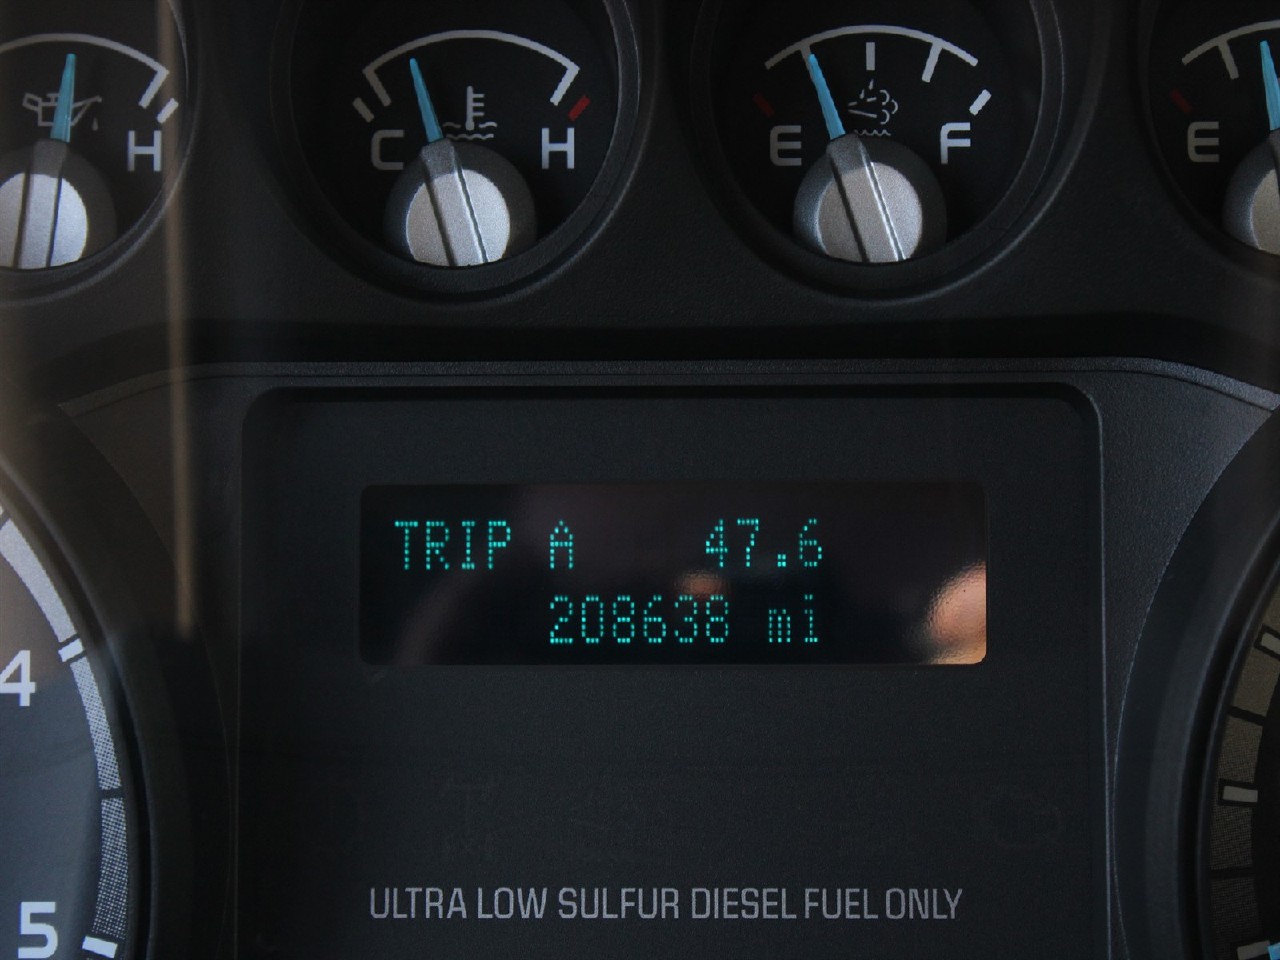 H
C H
E F
E
TRIP A 47.6
208638 mi
4
5
ULTRA LOW SULFUR DIESEL FUEL ONLY